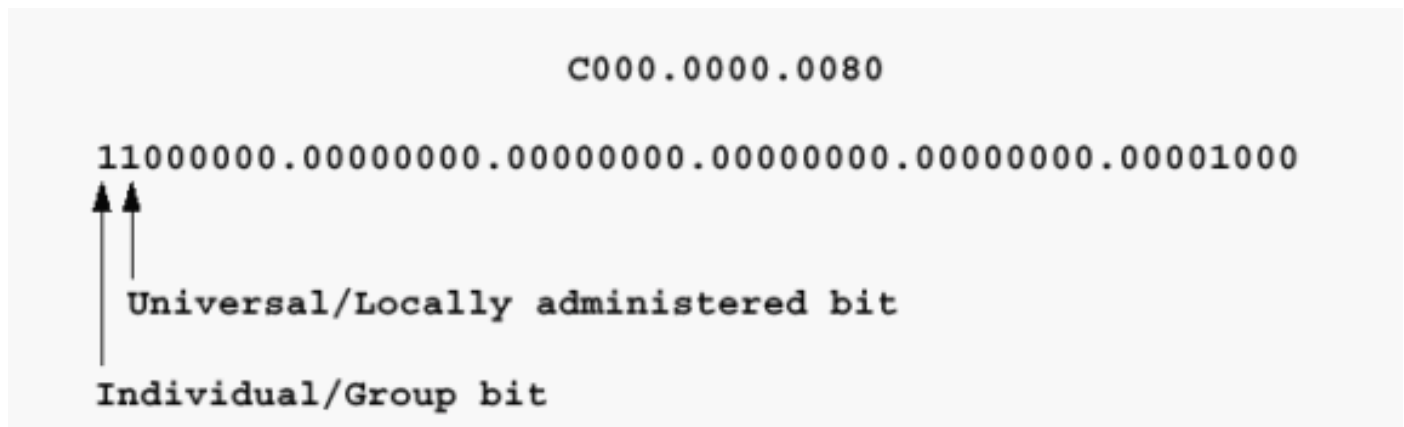 C000.0000.0080
11000000.00000000.00000000.00000000.00000000.00001000
Universal/Locally administered bit
Individual/Group bit